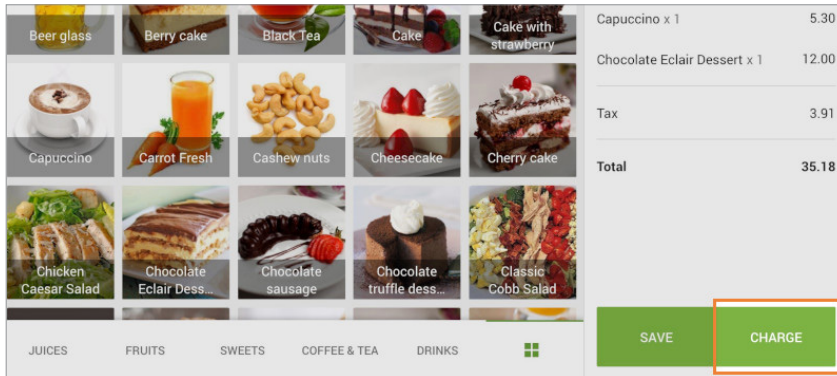 Beer glass
Berry cake
Black Tea
Cake
Cake with
strawberry
Capuccino
Carrot Fresh
Cashew nuts
Cheesecake
Cherry cake
Chicken
Caesar Salad
Chocolate
Eclair Dess...
Chocolate
sausage
Chocolate
truffle dess...
Classic
Cobb Salad
JUICES
FRUITS
SWEETS
COFFEE & TEA
DRINKS
Capuccino x 1 5.30
Chocolate Eclair Dessert x 1 12.00
Tax 3.91
Total 35.18
SAVE
CHARGE